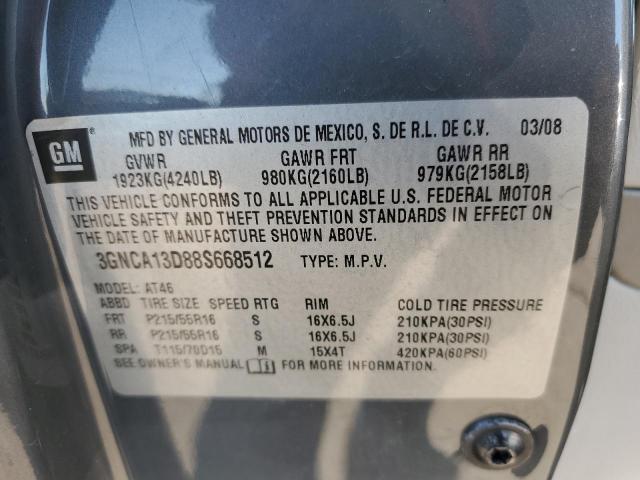 GM ® MFD BY GENERAL MOTORS DE MEXICO, S. DE R.L. DE C.V. 03/08
GVWR GAWR FRT GAWR RR
1923KG(4240LB) 980KG(2160LB) 979KG(2158LB)
THIS VEHICLE CONFORMS TO ALL APPLICABLE U.S. FEDERAL MOTOR
VEHICLE SAFETY AND THEFT PREVENTION STANDARDS IN EFFECT ON
THE DATE OF MANUFACTURE SHOWN ABOVE.
3GNCA13D88S668512 TYPE: M.P.V.
MODEL: AT46
ABBD TIRE SIZE SPEED RTG RIM COLD TIRE PRESSURE
FRT P215/55R16 S 16X6.5J 210KPA(30PSI)
RR P215/55R16 S 16X6.5J 210KPA(30PSI)
SPA T115/70D15 M 15X4T 420KPA(60PSI)
SEE OWNER'S MANUAL FOR MORE INFORMATION.